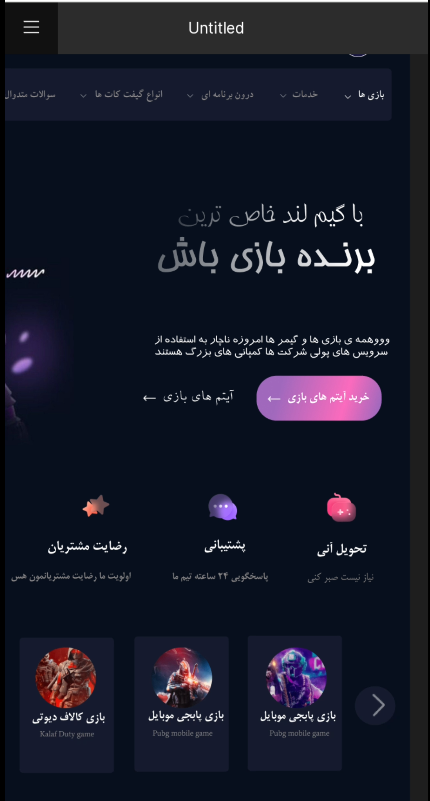 Untitled
بازی ها
خدمات
درون برنامه ای
انواع گیفت کات ها
سوالات متدوال
با گیم لند خاص ترین
برنده بازی باش
وووهمه ی بازی ها و گیمر ها امروزه ناچار به استفاده از
سرویس های پولی شرکت ها کمپانی های بزرگ هستند
خرید آیتم های بازی ←
آیتم های بازی ←
تحویل آنی
پشتیبانی
رضایت مشتریان
نیاز نیست صبر کنی
پاسخگویی ۲۴ ساعته تیم ما
اولویت ما رضایت مشتریانمون هس
بازی پابجی موبایل
بازی پابجی موبایل
بازی کالاف دیوتی
Pubg mobile game
Pubg mobile game
Kalaf Duty game